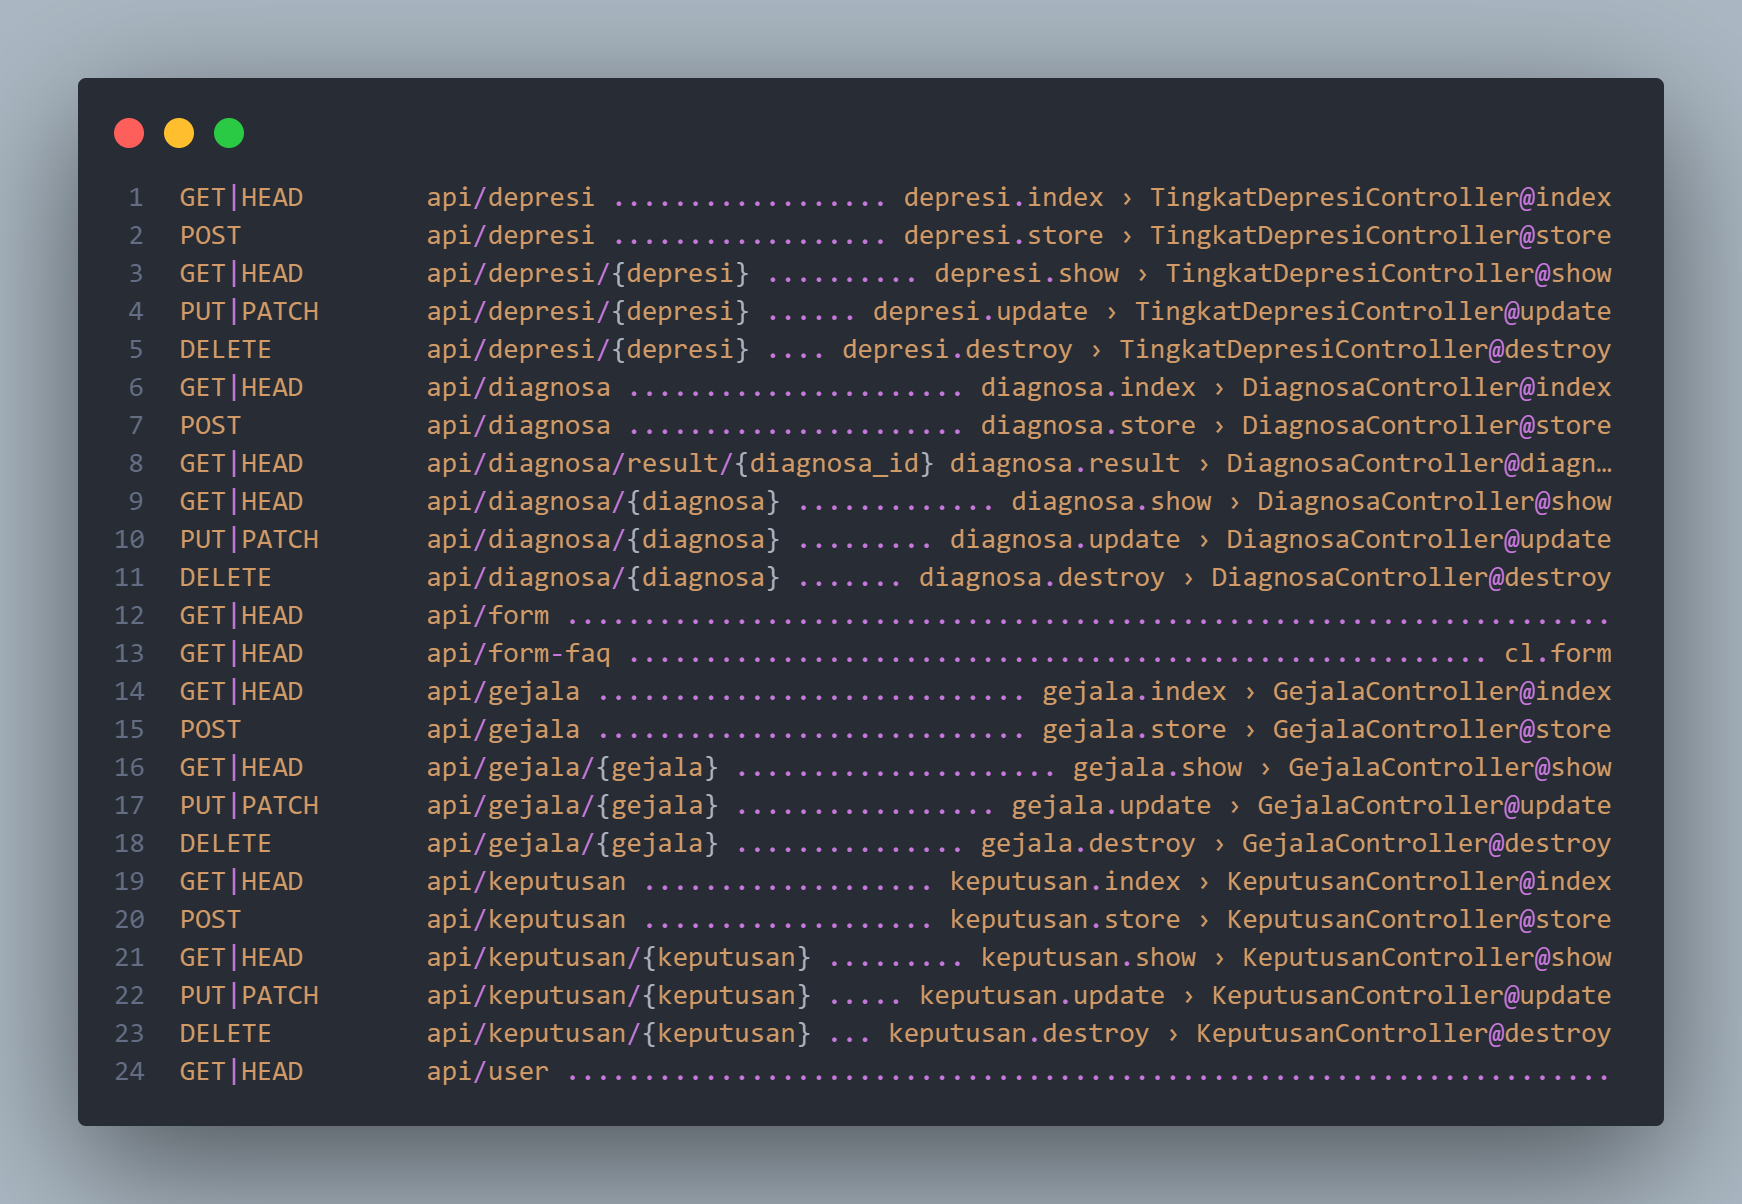 1 GET|HEAD api/depresi .................. depresi.index › TingkatDepresiController@index
2 POST api/depresi .................. depresi.store › TingkatDepresiController@store
3 GET|HEAD api/depresi/{depresi} .......... depresi.show › TingkatDepresiController@show
4 PUT|PATCH api/depresi/{depresi} ...... depresi.update › TingkatDepresiController@update
5 DELETE api/depresi/{depresi} .... depresi.destroy › TingkatDepresiController@destroy
6 GET|HEAD api/diagnosa ...................... diagnosa.index › DiagnosaController@index
7 POST api/diagnosa ...................... diagnosa.store › DiagnosaController@store
8 GET|HEAD api/diagnosa/result/{diagnosa_id} diagnosa.result › DiagnosaController@diagn…
9 GET|HEAD api/diagnosa/{diagnosa} ............. diagnosa.show › DiagnosaController@show
10 PUT|PATCH api/diagnosa/{diagnosa} ......... diagnosa.update › DiagnosaController@update
11 DELETE api/diagnosa/{diagnosa} ....... diagnosa.destroy › DiagnosaController@destroy
12 GET|HEAD api/form ....................................................................
13 GET|HEAD api/form-faq ........................................................ cl.form
14 GET|HEAD api/gejala ............................ gejala.index › GejalaController@index
15 POST api/gejala ............................ gejala.store › GejalaController@store
16 GET|HEAD api/gejala/{gejala} ..................... gejala.show › GejalaController@show
17 PUT|PATCH api/gejala/{gejala} ................. gejala.update › GejalaController@update
18 DELETE api/gejala/{gejala} ............... gejala.destroy › GejalaController@destroy
19 GET|HEAD api/keputusan ................... keputusan.index › KeputusanController@index
20 POST api/keputusan ................... keputusan.store › KeputusanController@store
21 GET|HEAD api/keputusan/{keputusan} ......... keputusan.show › KeputusanController@show
22 PUT|PATCH api/keputusan/{keputusan} ..... keputusan.update › KeputusanController@update
23 DELETE api/keputusan/{keputusan} ... keputusan.destroy › KeputusanController@destroy
24 GET|HEAD api/user ....................................................................